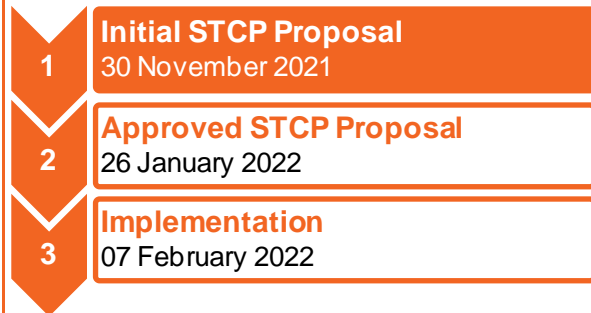 1
Initial STCP Proposal
30 November 2021
2
Approved STCP Proposal
26 January 2022
3
Implementation
07 February 2022